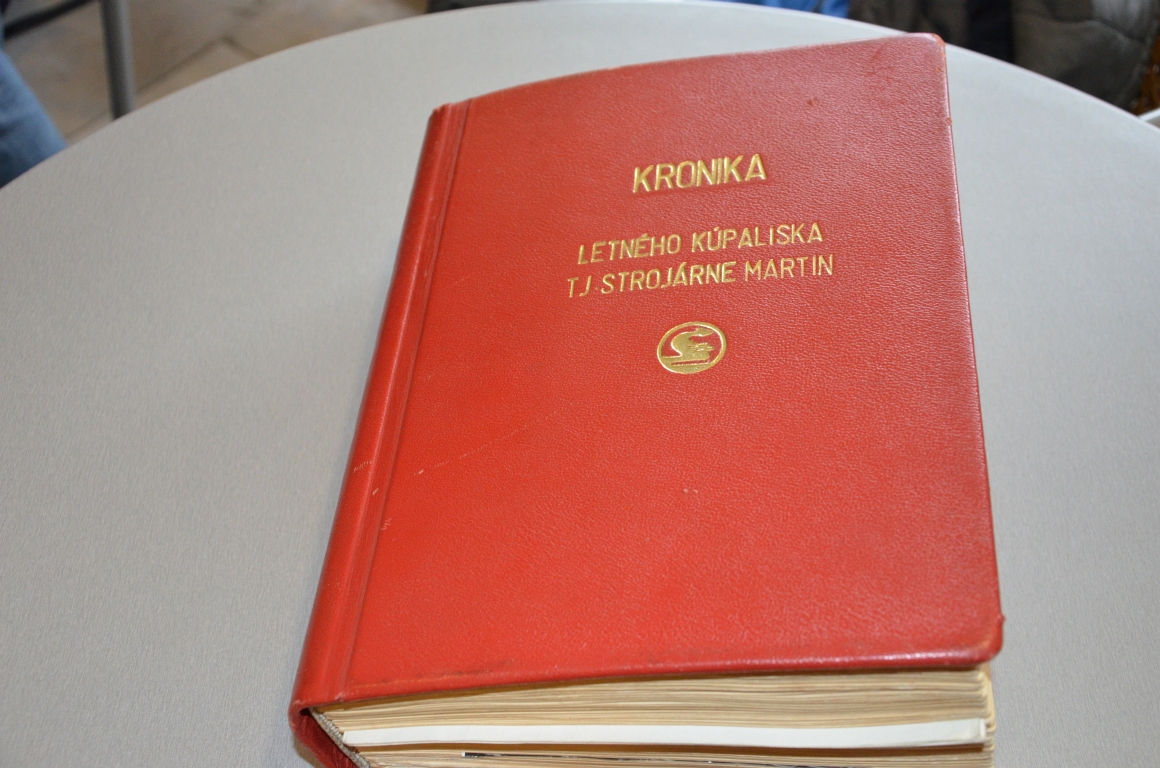 KRONIKA
LETNÉHO KÚPALISKA
TJ STROJÁRNE MARTIN